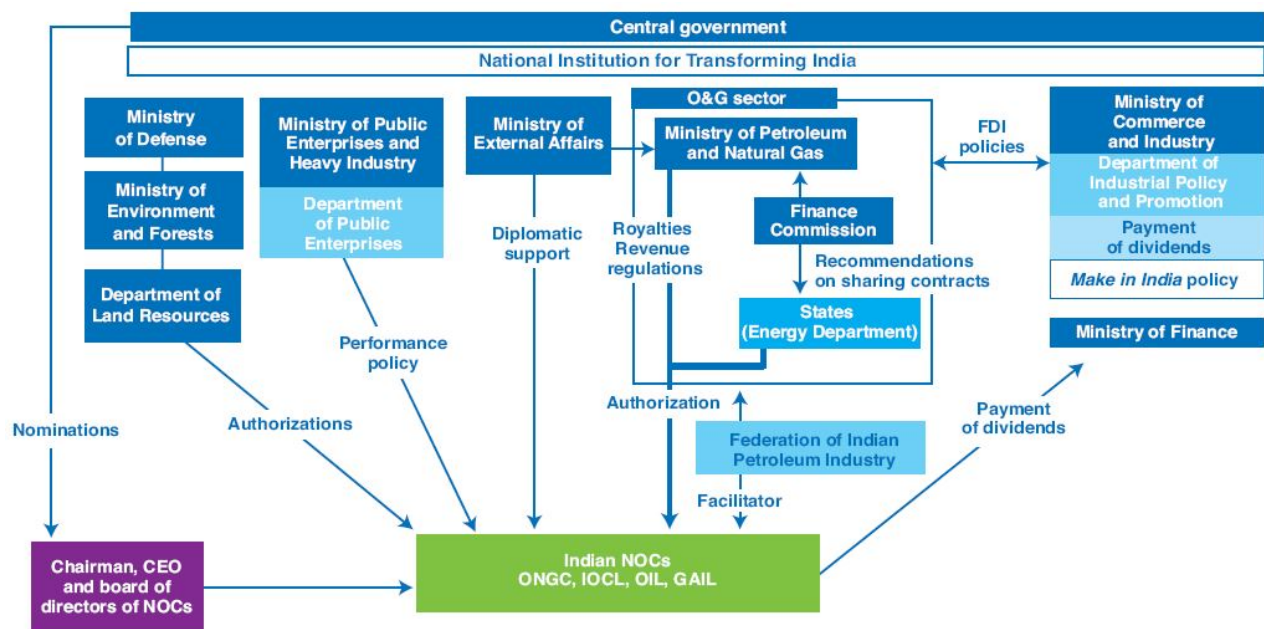 Central government
National Institution for Transforming India
Ministry
of Defense
Ministry of
Environment
and Forests
Department of
Land Resources
Ministry of Public
Enterprises and
Heavy Industry
Department
of Public
Enterprises
Ministry of
External Affairs
O&G sector
Ministry of Petroleum
and Natural Gas
Finance
Commission
Recommendations
on sharing contracts
States
(Energy Department)
Royalties
Revenue
regulations
Diplomatic
support
FDI
policies
Ministry of
Commerce
and Industry
Department of
Industrial Policy
and Promotion
Payment
of dividends
Make in India policy
Ministry of Finance
Nominations
Authorizations
Performance
policy
Authorization
Federation of Indian
Petroleum Industry
Facilitator
Payment
of dividends
Chairman, CEO
and board of
directors of NOCs
Indian NOCs
ONGC, IOCL, OIL, GAIL